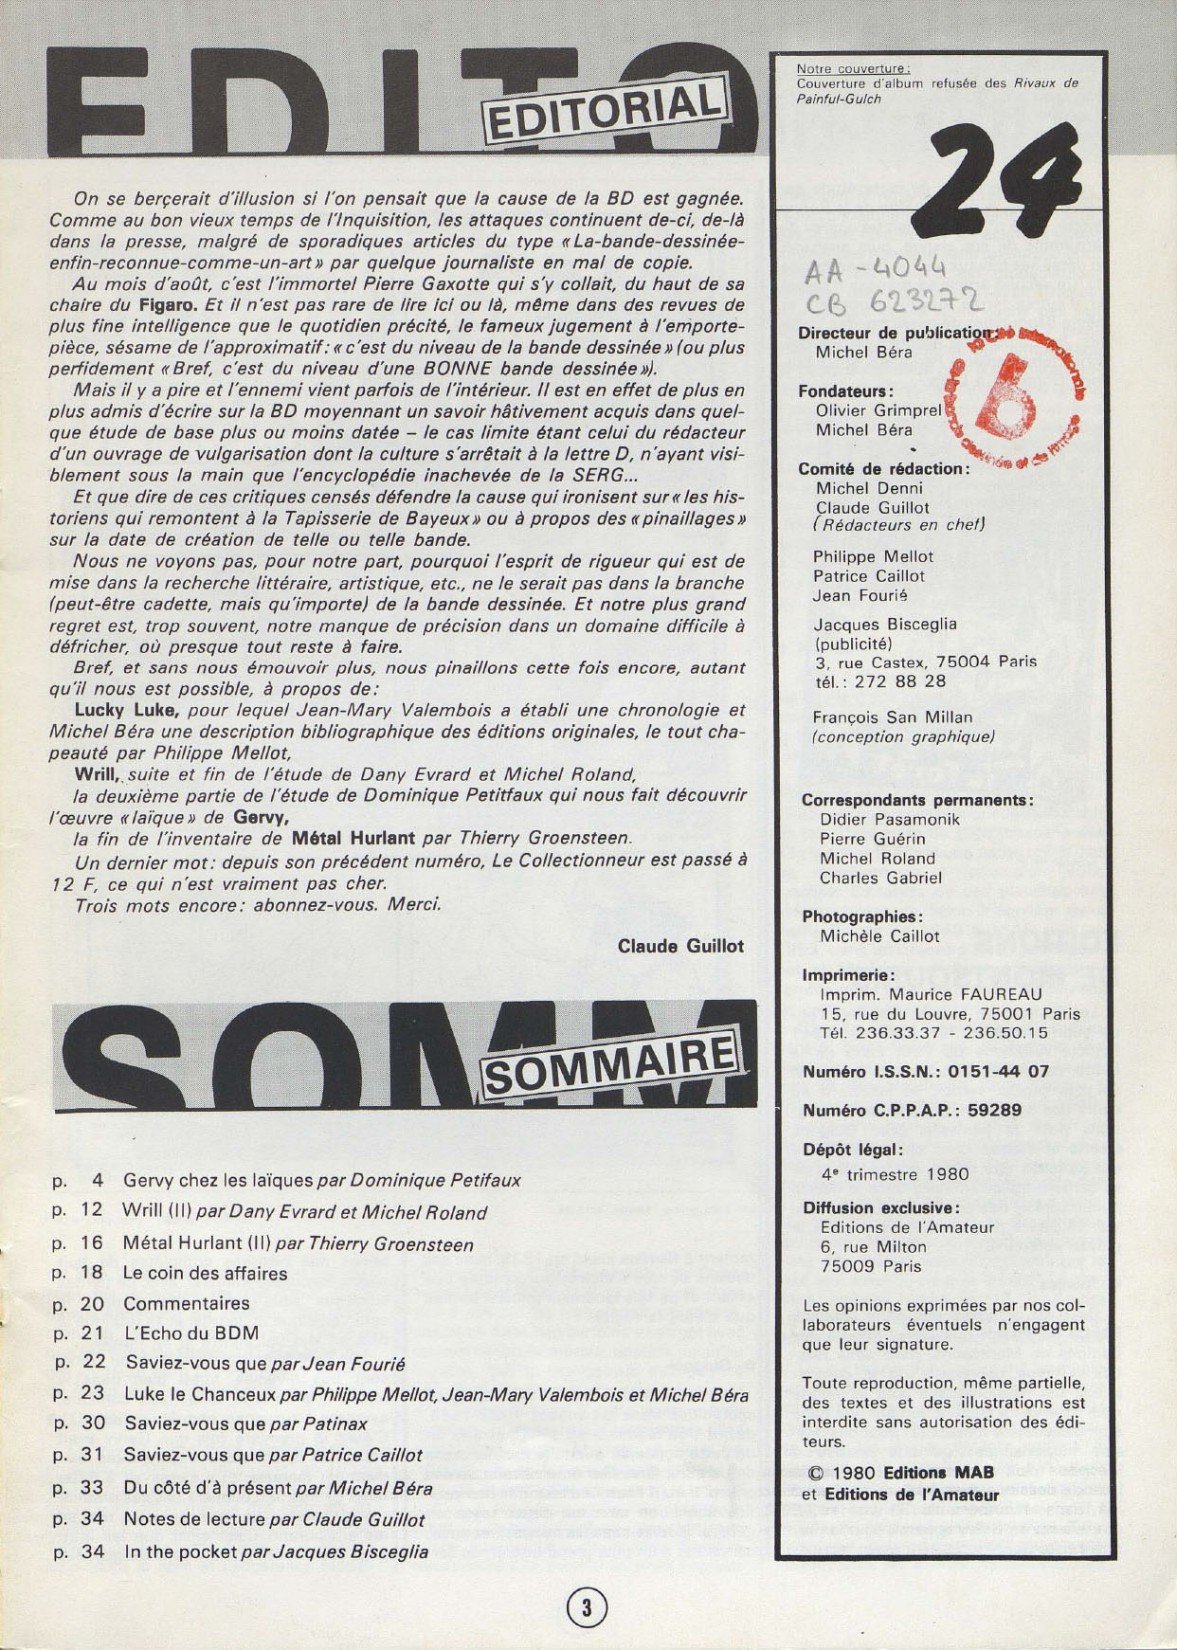 EDITO
EDITORIAL
On se berçerait d'illusion si l'on pensait que la cause de la BD est gagnée.
Comme au bon vieux temps de l'Inquisition, les attaques continuent de-ci, de-là
dans la presse, malgré de sporadiques articles du type «La-bande-dessinée-
enfin-reconnue-comme-un-art» par quelque journaliste en mal de copie.
Au mois d'août, c'est l'immortel Pierre Gaxotte qui s'y collait, du haut de sa
chaire du Figaro. Et il n'est pas rare de lire ici ou là, même dans des revues de
plus fine intelligence que le quotidien précité, le fameux jugement à l'emporte-
pièce, sésame de l'approximatif: «c'est du niveau de la bande dessinée» (ou plus
perfidement «Bref, c'est du niveau d'une BONNE bande dessinée»).
Mais il y a pire et l'ennemi vient parfois de l'intérieur. Il est en effet de plus en
plus admis d'écrire sur la BD moyennant un savoir hâtivement acquis dans quel-
que étude de base plus ou moins datée – le cas limite étant celui du rédacteur
d'un ouvrage de vulgarisation dont la culture s'arrêtait à la lettre D, n'ayant visi-
blement sous la main que l'encyclopédie inachevée de la SERG...
Et que dire de ces critiques censés défendre la cause qui ironisent sur «les his-
toriens qui remontent à la Tapisserie de Bayeux» ou à propos des «pinaillages»
sur la date de création de telle ou telle bande.
Nous ne voyons pas, pour notre part, pourquoi l'esprit de rigueur qui est de
mise dans la recherche littéraire, artistique, etc., ne le serait pas dans la branche
(peut-être cadette, mais qu'importe) de la bande dessinée. Et notre plus grand
regret est, trop souvent, notre manque de précision dans un domaine difficile à
défricher, où presque tout reste à faire.
Bref, et sans nous émouvoir plus, nous pinaillons cette fois encore, autant
qu'il nous est possible, à propos de:
Lucky Luke, pour lequel Jean-Mary Valembois a établi une chronologie et
Michel Béra une description bibliographique des éditions originales, le tout cha-
peauté par Philippe Mellot,
Wrill, suite et fin de l'étude de Dany Evrard et Michel Roland,
la deuxième partie de l'étude de Dominique Petitfaux qui nous fait découvrir
l'œuvre «laïque» de Gervy,
la fin de l'inventaire de Métal Hurlant par Thierry Groensteen.
Un dernier mot: depuis son précédent numéro, Le Collectionneur est passé à
12 F, ce qui n'est vraiment pas cher.
Trois mots encore: abonnez-vous. Merci.
Claude Guillot
SOMM
SOMMAIRE
p. 4 Gervy chez les laïques par Dominique Petifaux
p. 12 Wrill (II) par Dany Evrard et Michel Roland
p. 16 Métal Hurlant (II) par Thierry Groensteen
p. 18 Le coin des affaires
p. 20 Commentaires
p. 21 L'Echo du BDM
p. 22 Saviez-vous que par Jean Fourié
p. 23 Luke le Chanceux par Philippe Mellot, Jean-Mary Valembois et Michel Béra
p. 30 Saviez-vous que par Patinax
p. 31 Saviez-vous que par Patrice Caillot
p. 33 Du côté d'à présent par Michel Béra
p. 34 Notes de lecture par Claude Guillot
p. 34 In the pocket par Jacques Bisceglia
Notre couverture:
Couverture d'album refusée des Rivaux de
Painful-Gulch
24
AA-4044
CB 623272
Directeur de publication:
Michel Béra
Fondateurs:
Olivier Grimprel
Michel Béra
6
Comité de rédaction:
Michel Denni
Claude Guillot
(Rédacteurs en chef)
Philippe Mellot
Patrice Caillot
Jean Fourié
Jacques Bisceglia
(publicité)
3, rue Castex, 75004 Paris
tél.: 272 88 28
François San Millan
(conception graphique)
Correspondants permanents:
Didier Pasamonik
Pierre Guérin
Michel Roland
Charles Gabriel
Photographies:
Michèle Caillot
Imprimerie:
Imprim. Maurice FAUREAU
15, rue du Louvre, 75001 Paris
Tél. 236.33.37 - 236.50.15
Numéro I.S.S.N.: 0151-44 07
Numéro C.P.P.A.P.: 59289
Dépôt légal:
4e trimestre 1980
Diffusion exclusive:
Editions de l'Amateur
6, rue Milton
75009 Paris
Les opinions exprimées par nos col-
laborateurs éventuels n'engagent
que leur signature.
Toute reproduction, même partielle,
des textes et des illustrations est
interdite sans autorisation des édi-
teurs.
© 1980 Editions MAB
et Editions de l'Amateur
3